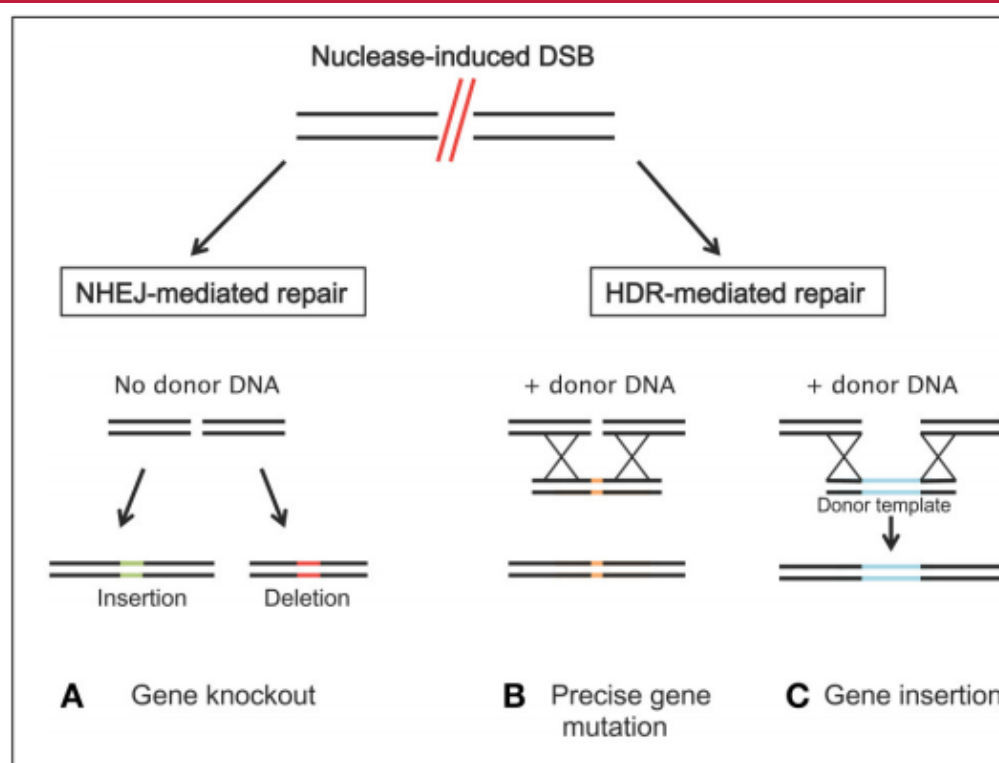 Nuclease-induced DSB
NHEJ-mediated repair
HDR-mediated repair
No donor DNA
+ donor DNA
+ donor DNA
Donor template
Insertion
Deletion
A Gene knockout
B Precise gene
mutation
C Gene insertion